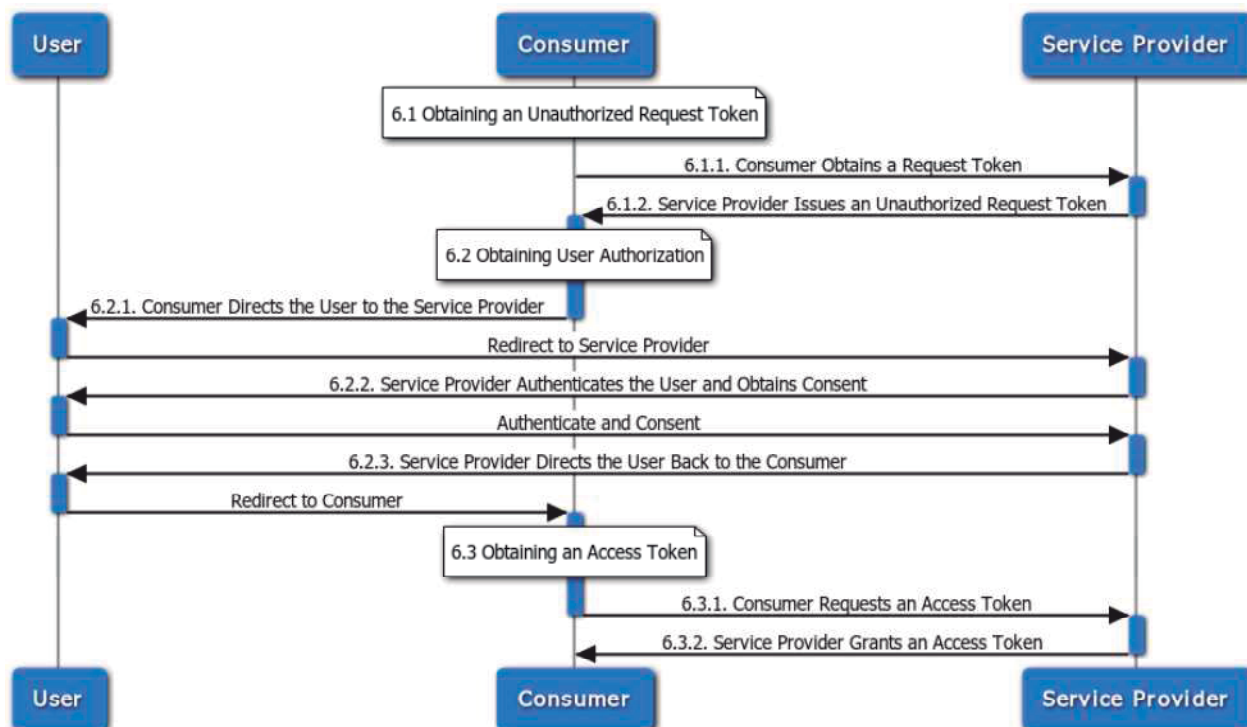 User
Consumer
Service Provider
6.1 Obtaining an Unauthorized Request Token
6.1.1. Consumer Obtains a Request Token
6.1.2. Service Provider Issues an Unauthorized Request Token
6.2 Obtaining User Authorization
6.2.1. Consumer Directs the User to the Service Provider
Redirect to Service Provider
6.2.2. Service Provider Authenticates the User and Obtains Consent
Authenticate and Consent
6.2.3. Service Provider Directs the User Back to the Consumer
Redirect to Consumer
6.3 Obtaining an Access Token
6.3.1. Consumer Requests an Access Token
6.3.2. Service Provider Grants an Access Token
User
Consumer
Service Provider